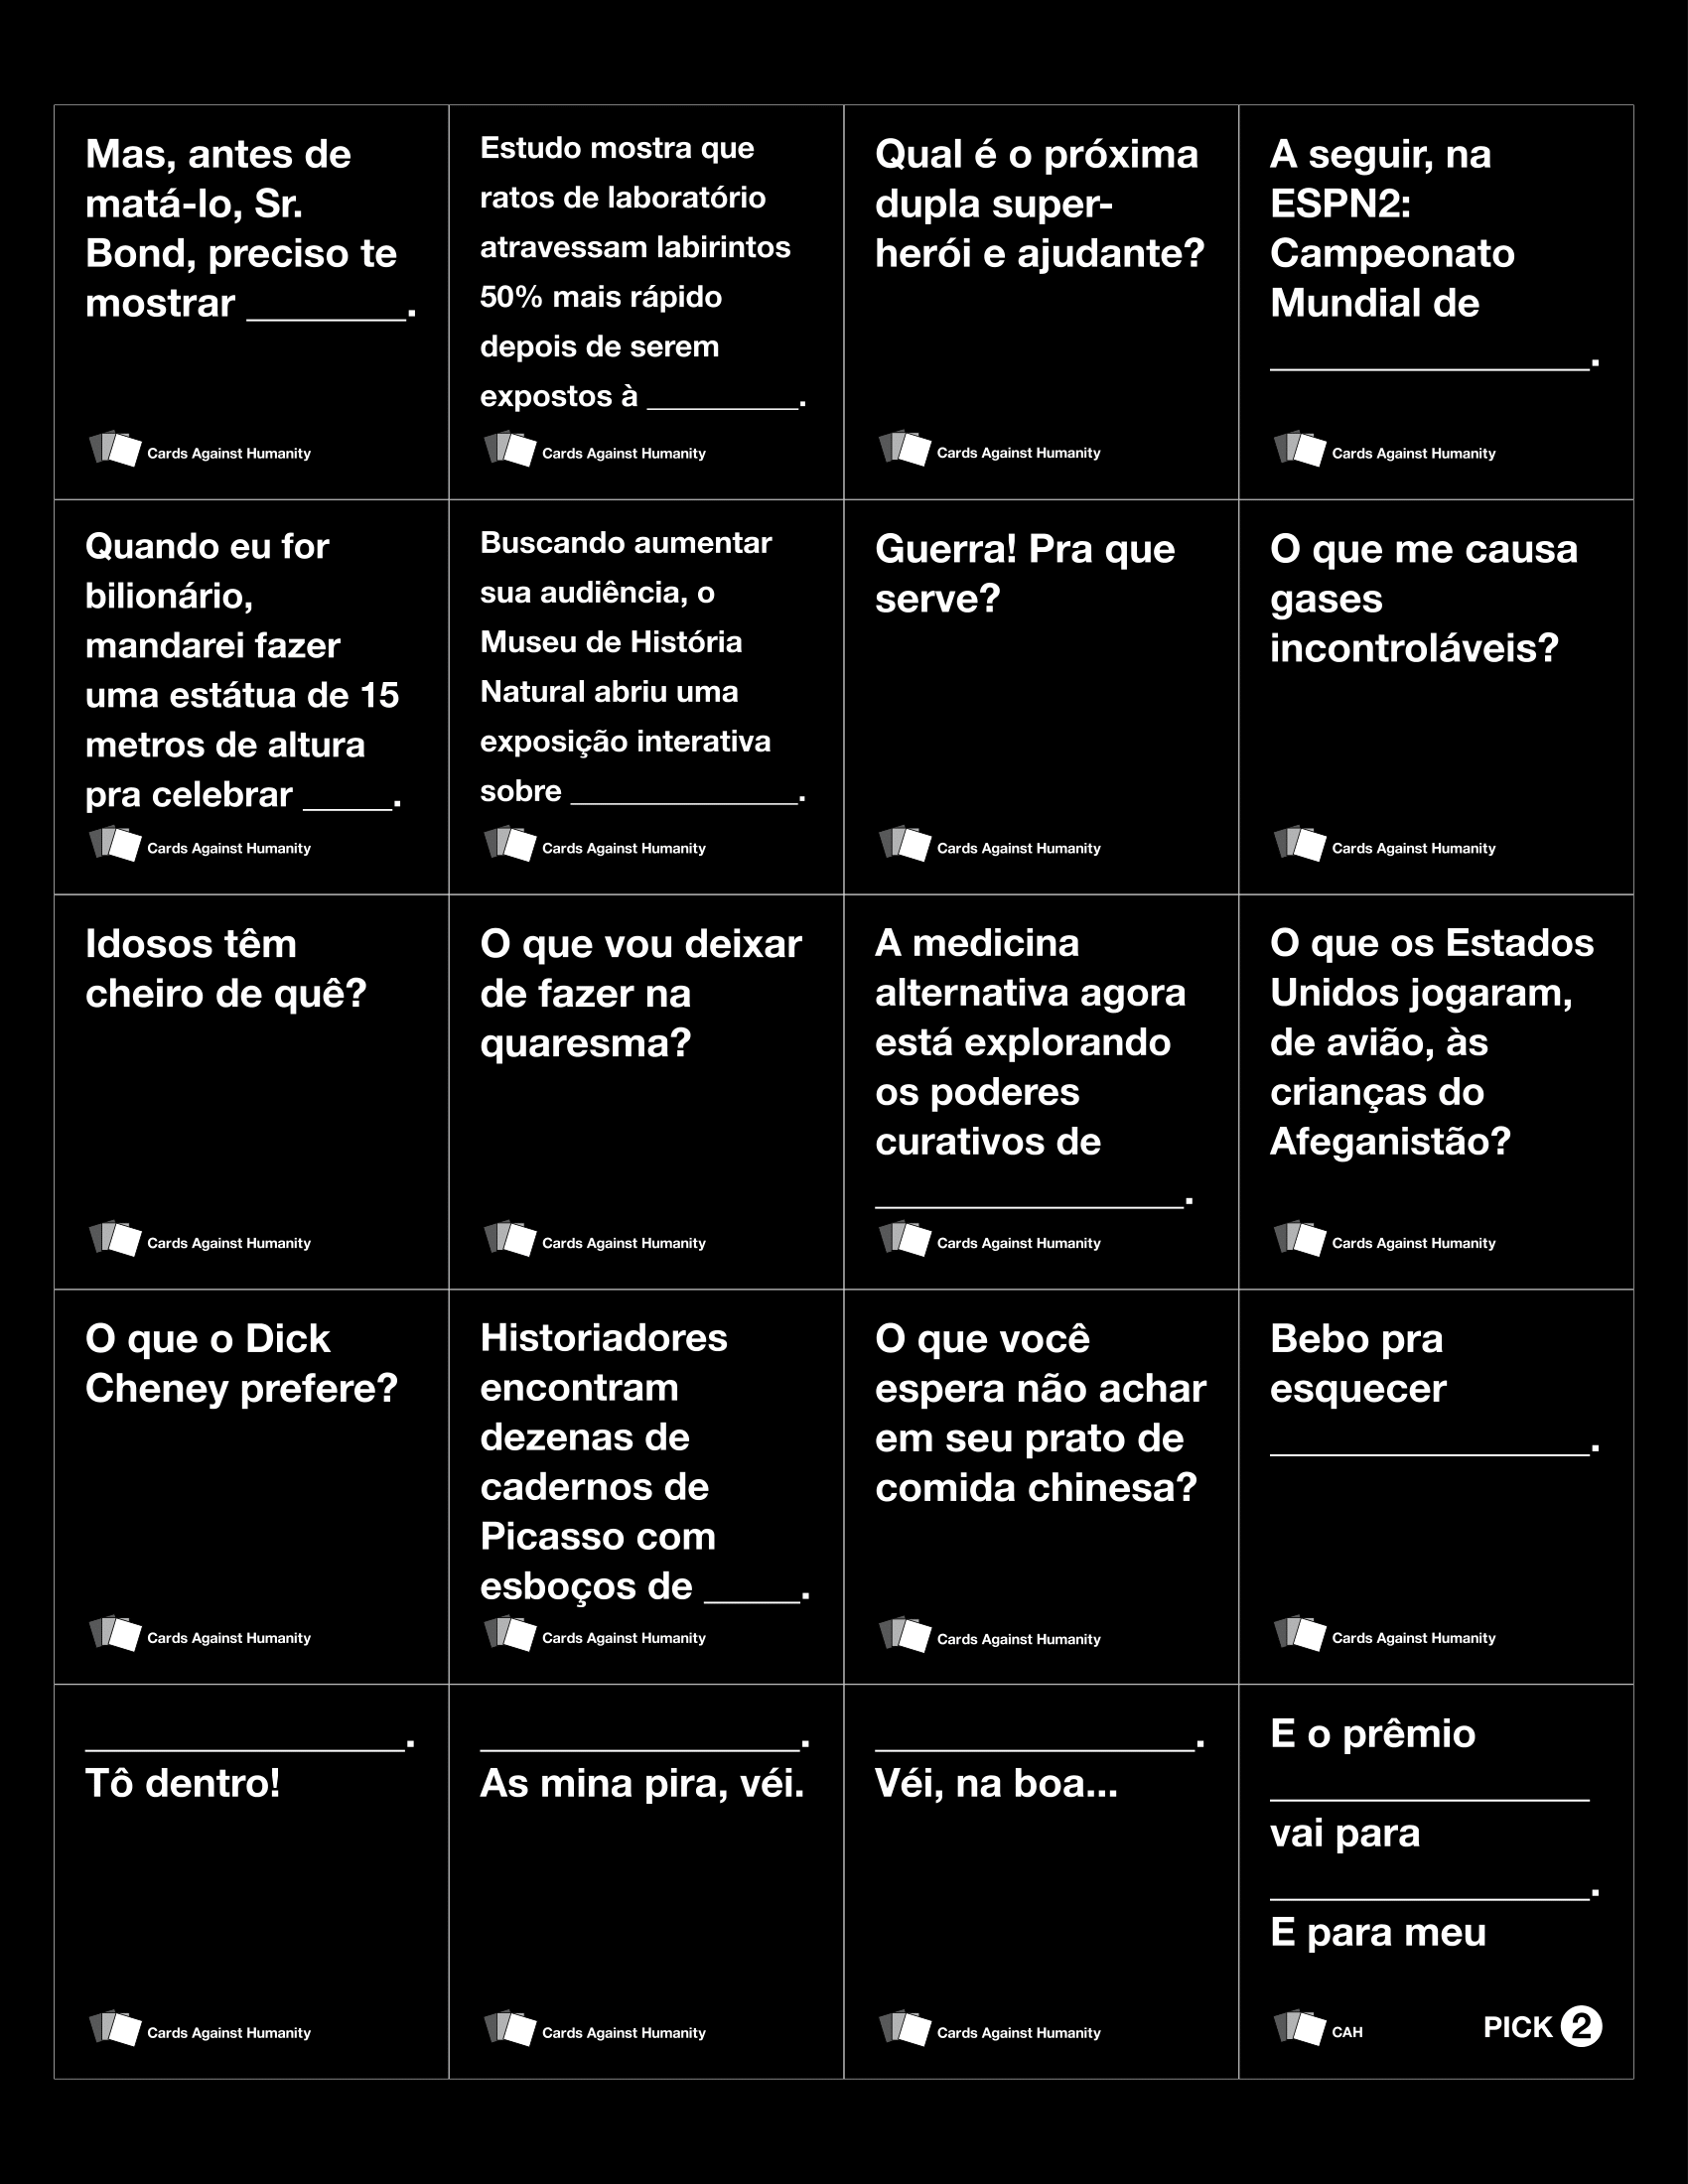 Mas, antes de
matá-lo, Sr.
Bond, preciso te
mostrar ________.
Cards Against Humanity
Estudo mostra que
ratos de laboratório
atravessam labirintos
50% mais rápido
depois de serem
expostos à __________.
Cards Against Humanity
Qual é o próxima
dupla super-
herói e ajudante?
Cards Against Humanity
A seguir, na
ESPN2:
Campeonato
Mundial de
________________.
Cards Against Humanity
Quando eu for
bilionário,
mandarei fazer
uma estátua de 15
metros de altura
pra celebrar _____.
Cards Against Humanity
Buscando aumentar
sua audiência, o
Museu de História
Natural abriu uma
exposição interativa
sobre _______________.
Cards Against Humanity
Guerra! Pra que
serve?
Cards Against Humanity
O que me causa
gases
incontroláveis?
Cards Against Humanity
Idosos têm
cheiro de quê?
Cards Against Humanity
O que vou deixar
de fazer na
quaresma?
Cards Against Humanity
A medicina
alternativa agora
está explorando
os poderes
curativos de
________________.
Cards Against Humanity
O que os Estados
Unidos jogaram,
de avião, às
crianças do
Afeganistão?
Cards Against Humanity
O que o Dick
Cheney prefere?
Cards Against Humanity
Historiadores
encontram
dezenas de
cadernos de
Picasso com
esboços de _____.
Cards Against Humanity
O que você
espera não achar
em seu prato de
comida chinesa?
Cards Against Humanity
Bebo pra
esquecer
________________.
Cards Against Humanity
________________.
Tô dentro!
Cards Against Humanity
________________.
As mina pira, véi.
Cards Against Humanity
________________.
Véi, na boa...
Cards Against Humanity
E o prêmio
________________
vai para
________________.
E para meu
CAH PICK 2